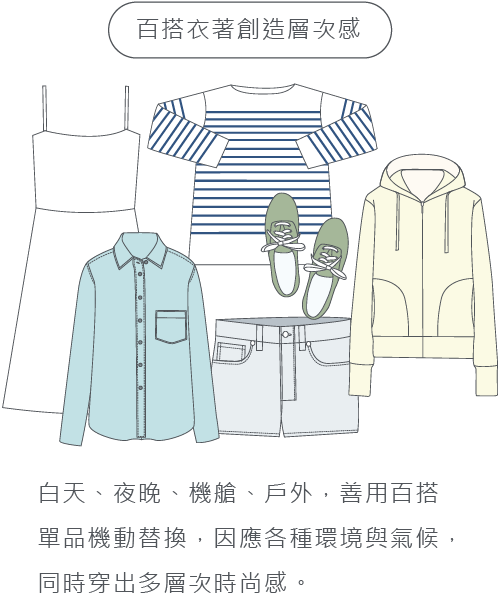 百搭衣著創造層次感
白天、夜晚、機艙、戶外，善用百搭
單品機動替換，因應各種環境與氣候，
同時穿出多層次時尚感。